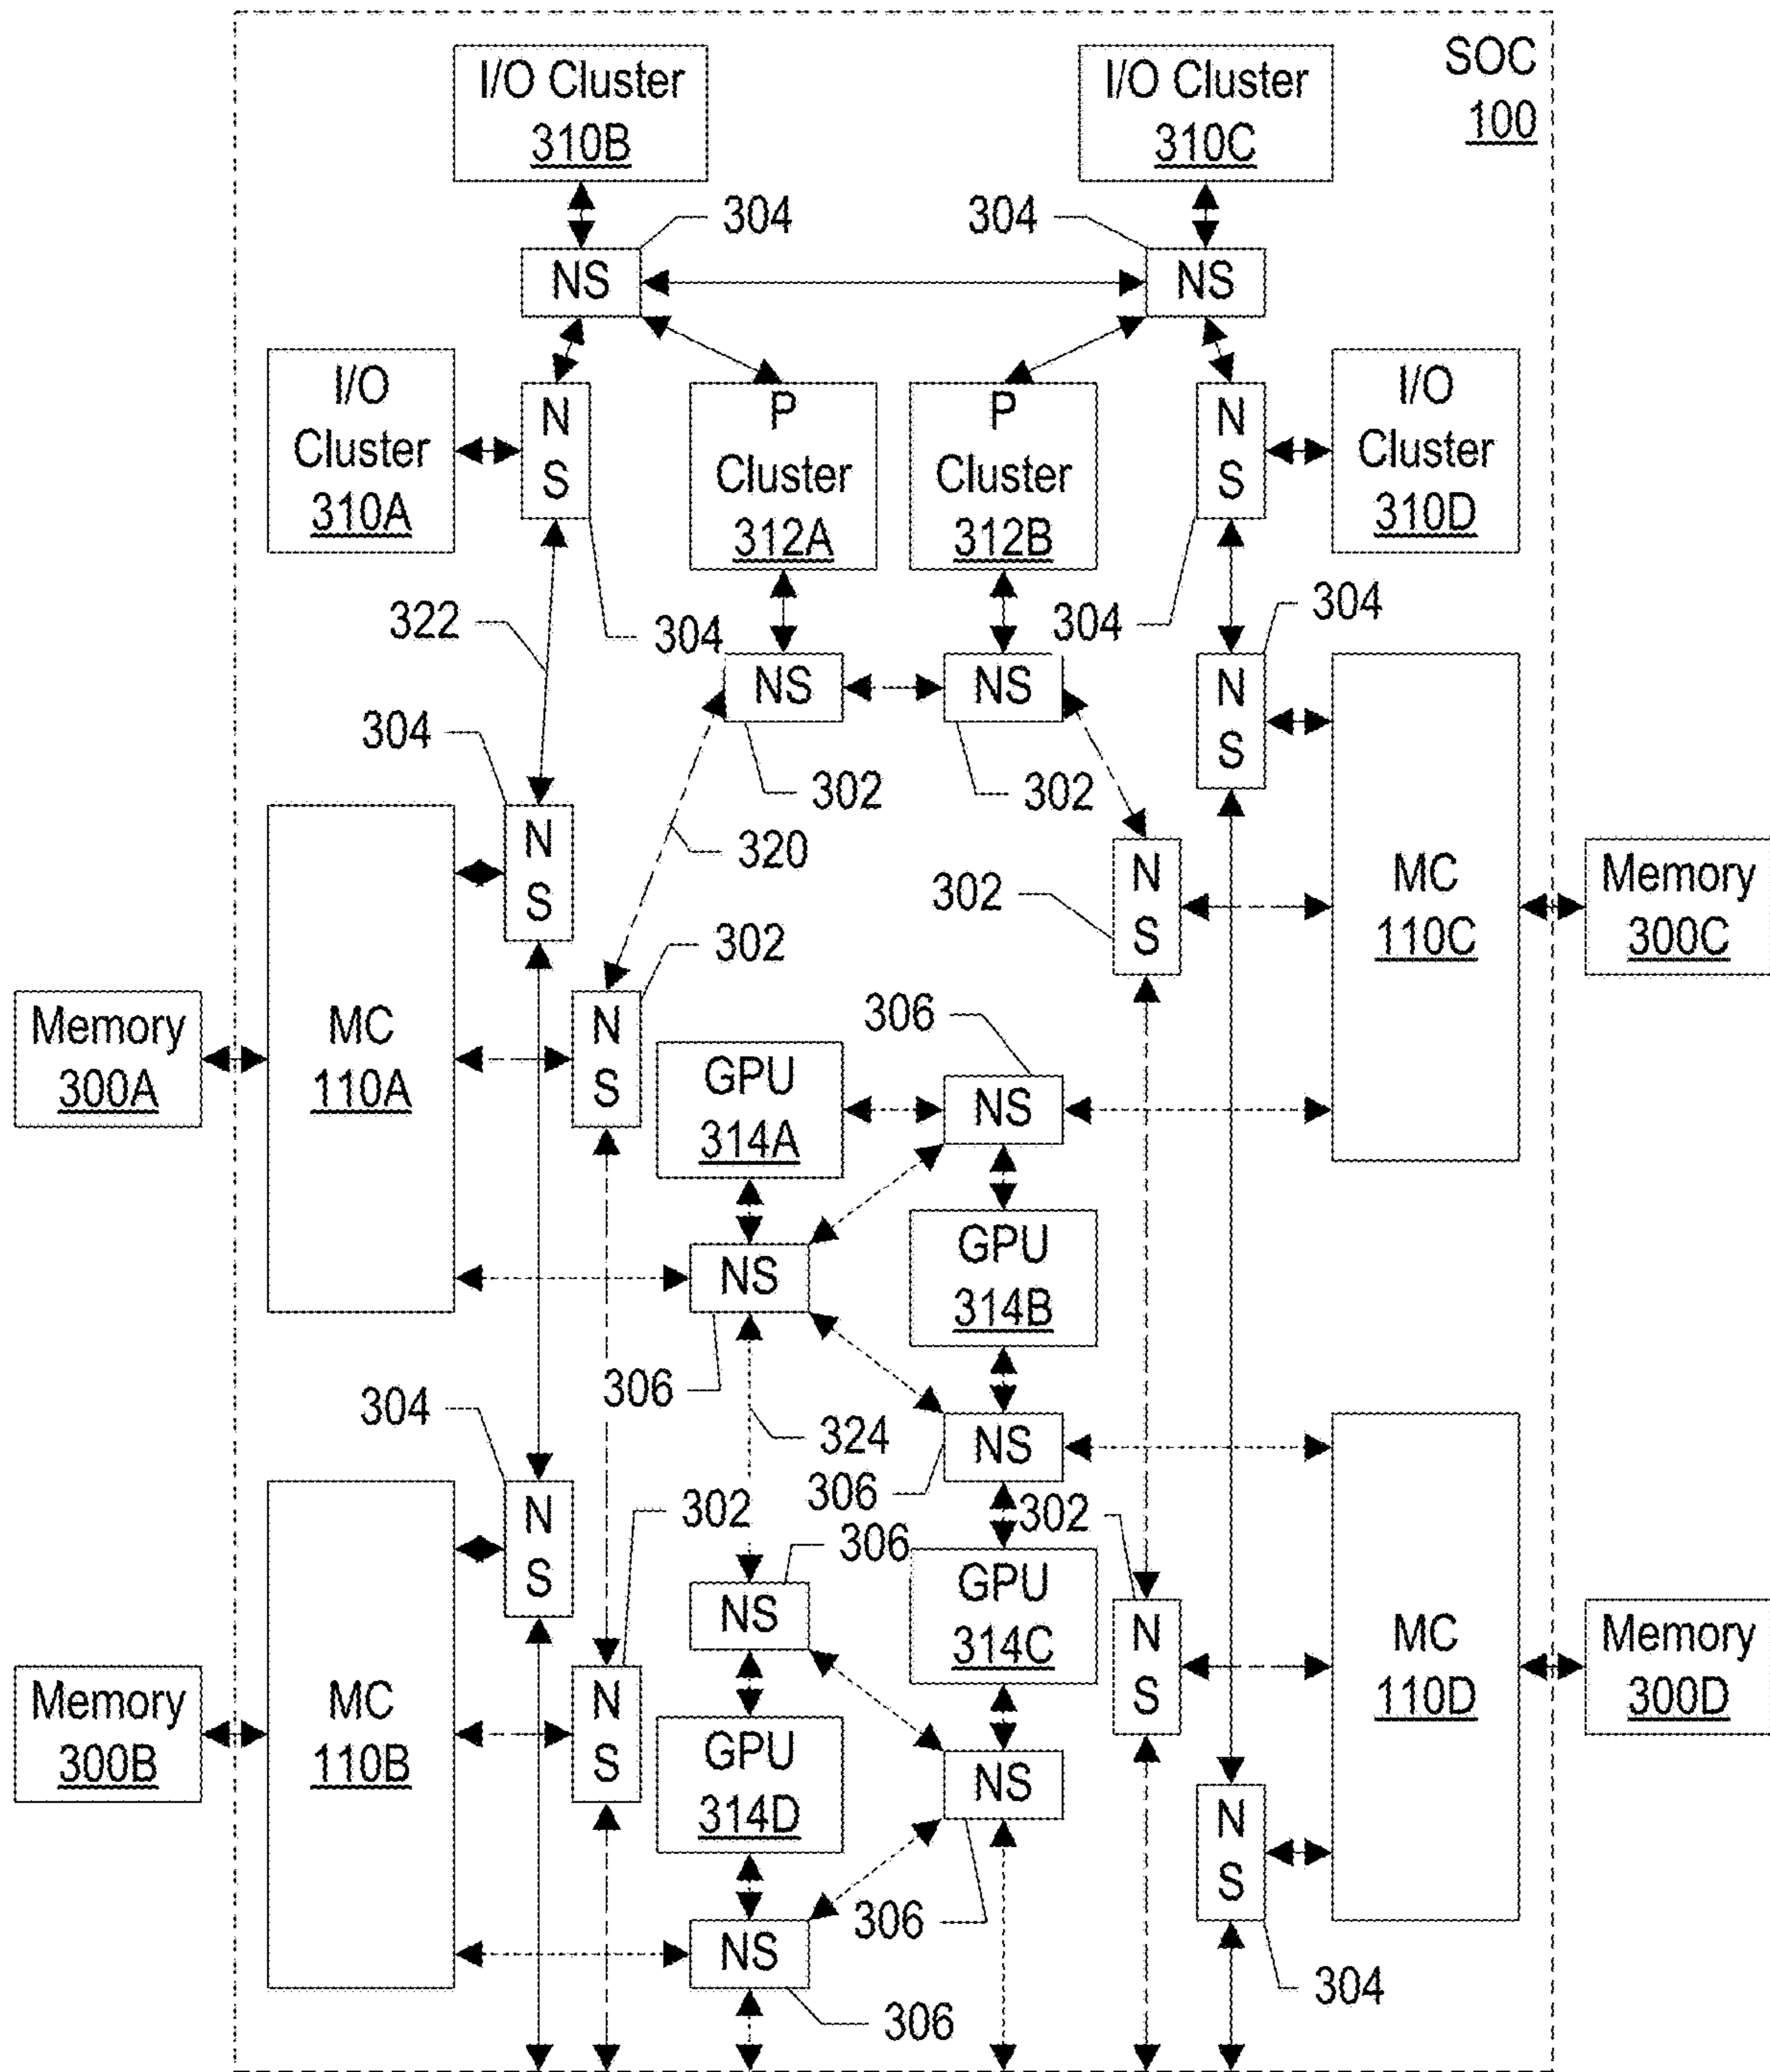 SOC
100
I/O Cluster
310B
I/O Cluster
310C
304
304
NS
NS
I/O
Cluster
310A
N
S
P
Cluster
312A
P
Cluster
312B
N
S
I/O
Cluster
310D
322
304
304
304
NS
NS
N
S
304
302
302
N
S
320
302
N
S
MC
110C
Memory
300C
302
Memory
300A
MC
110A
N
S
306
GPU
314A
NS
NS
GPU
314B
306
304
324
NS
306
302
302
N
S
306
NS
GPU
314C
N
S
MC
110D
Memory
300D
Memory
300B
MC
110B
N
S
GPU
314D
NS
N
S
306
NS
304
306